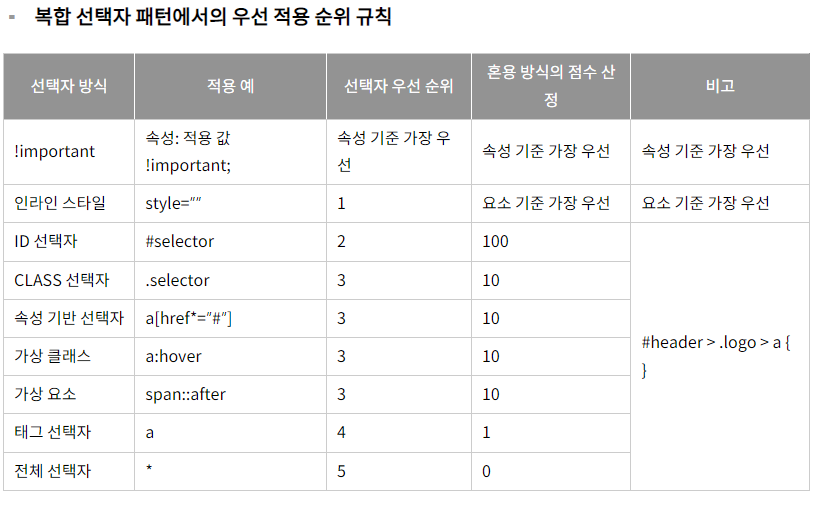 복합 선택자 패턴에서의 우선 적용 순위 규칙
선택자 방식 적용 예 선택자 우선 순위 혼용 방식의 점수 산
정 비고
!important 속성: 적용 값
!important; 속성 기준 가장 우
선 속성 기준 가장 우선 속성 기준 가장 우선
인라인 스타일 style="" 1 요소 기준 가장 우선 요소 기준 가장 우선
ID 선택자 #selector 2 100
CLASS 선택자 .selector 3 10
속성 기반 선택자 a[href*="#"] 3 10
가상 클래스 a:hover 3 10
#header > .logo > a {
}
가상 요소 span::after 3 10
태그 선택자 a 4 1
전체 선택자 * 5 0